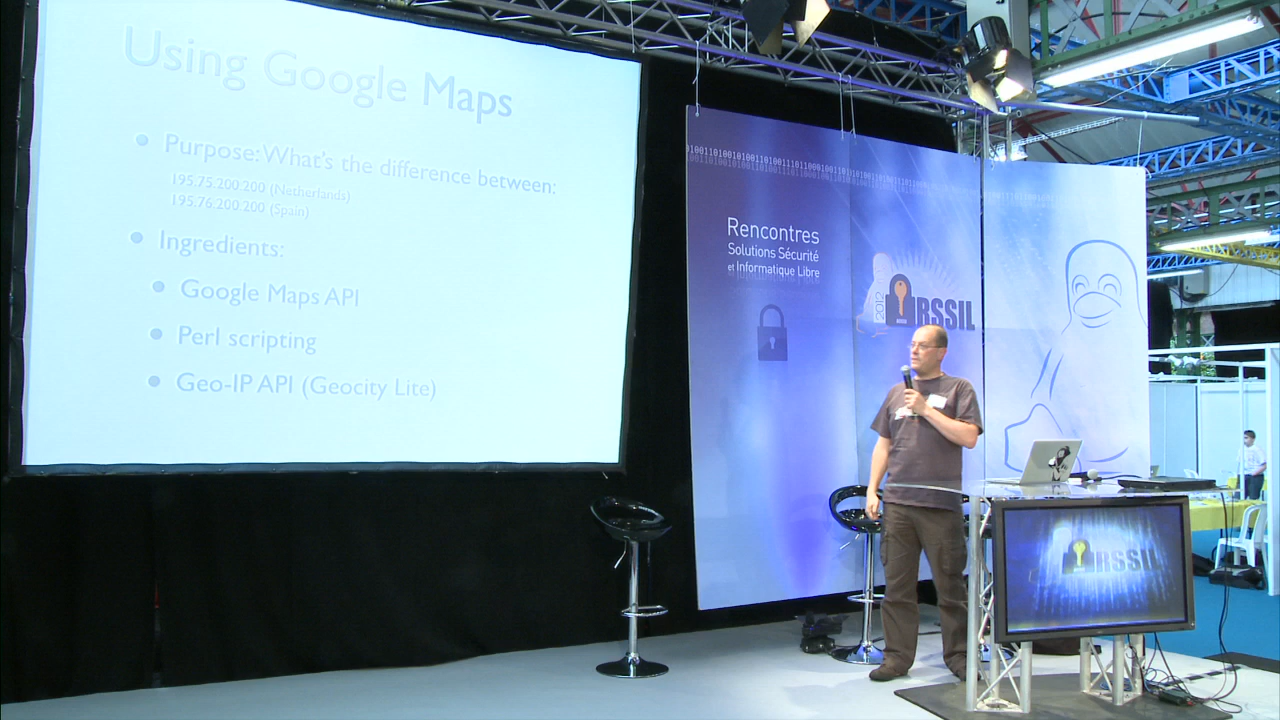 Using Google Maps
• Purpose: What's the difference between:
195.75.200.200 (Netherlands)
195.76.200.200 (Spain)
• Ingredients:
• Google Maps API
• Perl scripting
• Geo-IP API (Geocity Lite)
Rencontres
Solutions Sécurité
et Informatique Libre
2012
RSSIL
RSSIL